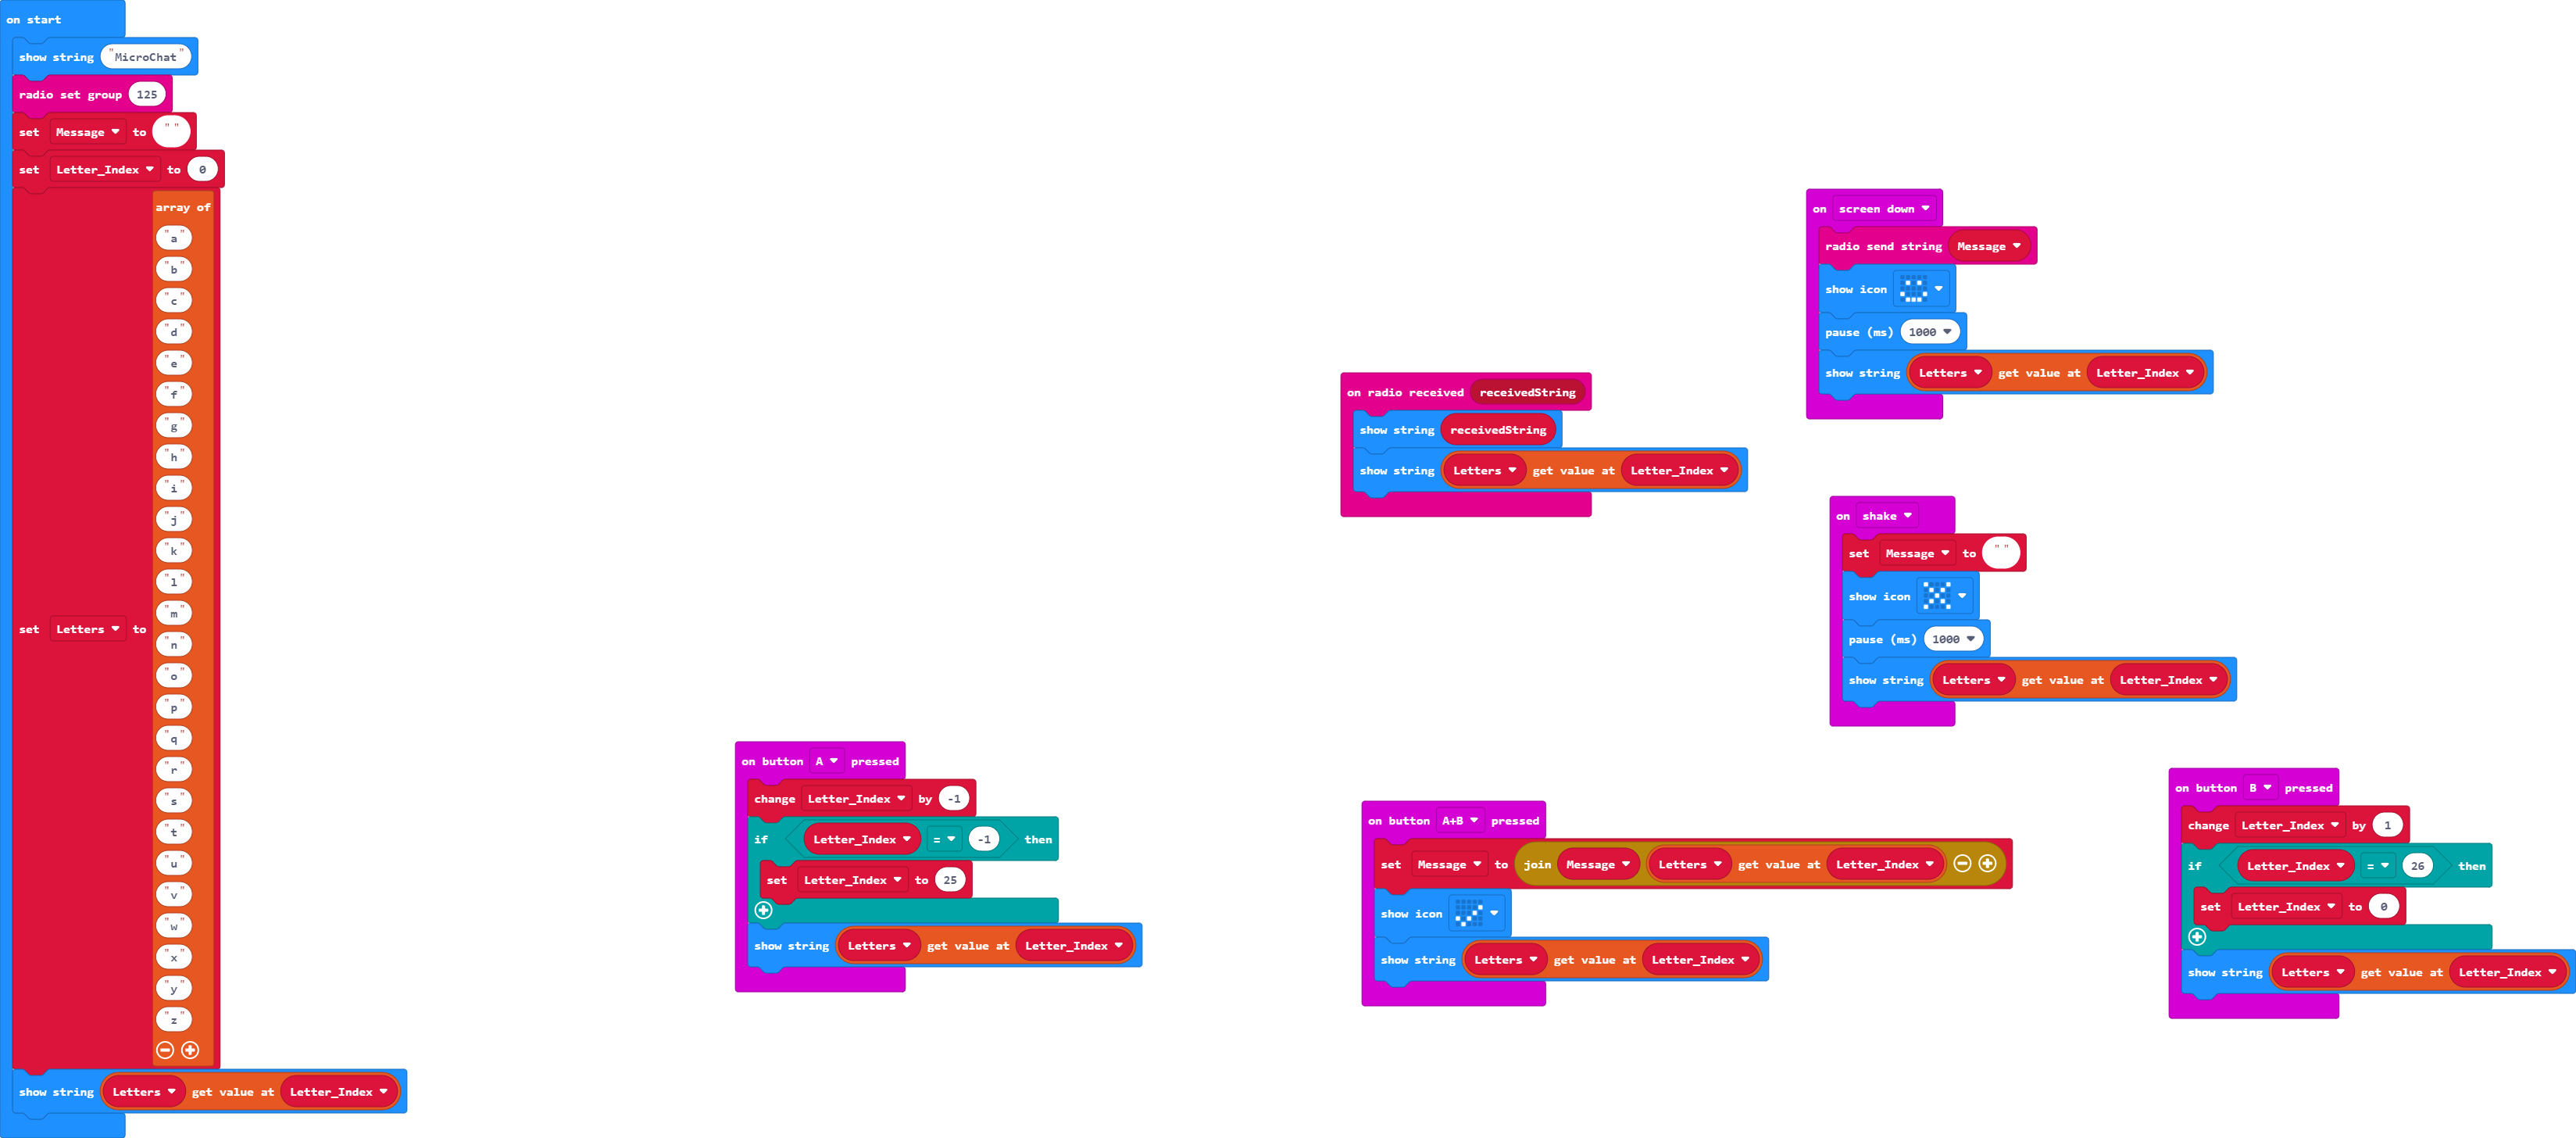 on start
show string "MicroChat"
radio set group 125
set Message to " "
set Letter_Index to 0
set Letters to array of
"a"
"b"
"c"
"d"
"e"
"f"
"g"
"h"
"i"
"j"
"k"
"l"
"m"
"n"
"o"
"p"
"q"
"r"
"s"
"t"
"u"
"v"
"w"
"x"
"y"
"z"
show string Letters get value at Letter_Index
on button A pressed
change Letter_Index by -1
if Letter_Index = -1 then
set Letter_Index to 25
show string Letters get value at Letter_Index
on radio received receivedString
show string receivedString
show string Letters get value at Letter_Index
on screen down
radio send string Message
show icon
pause (ms) 1000
show string Letters get value at Letter_Index
on shake
set Message to " "
show icon
pause (ms) 1000
show string Letters get value at Letter_Index
on button A+B pressed
set Message to join Message Letters get value at Letter_Index
show icon
show string Letters get value at Letter_Index
on button B pressed
change Letter_Index by 1
if Letter_Index = 26 then
set Letter_Index to 0
show string Letters get value at Letter_Index